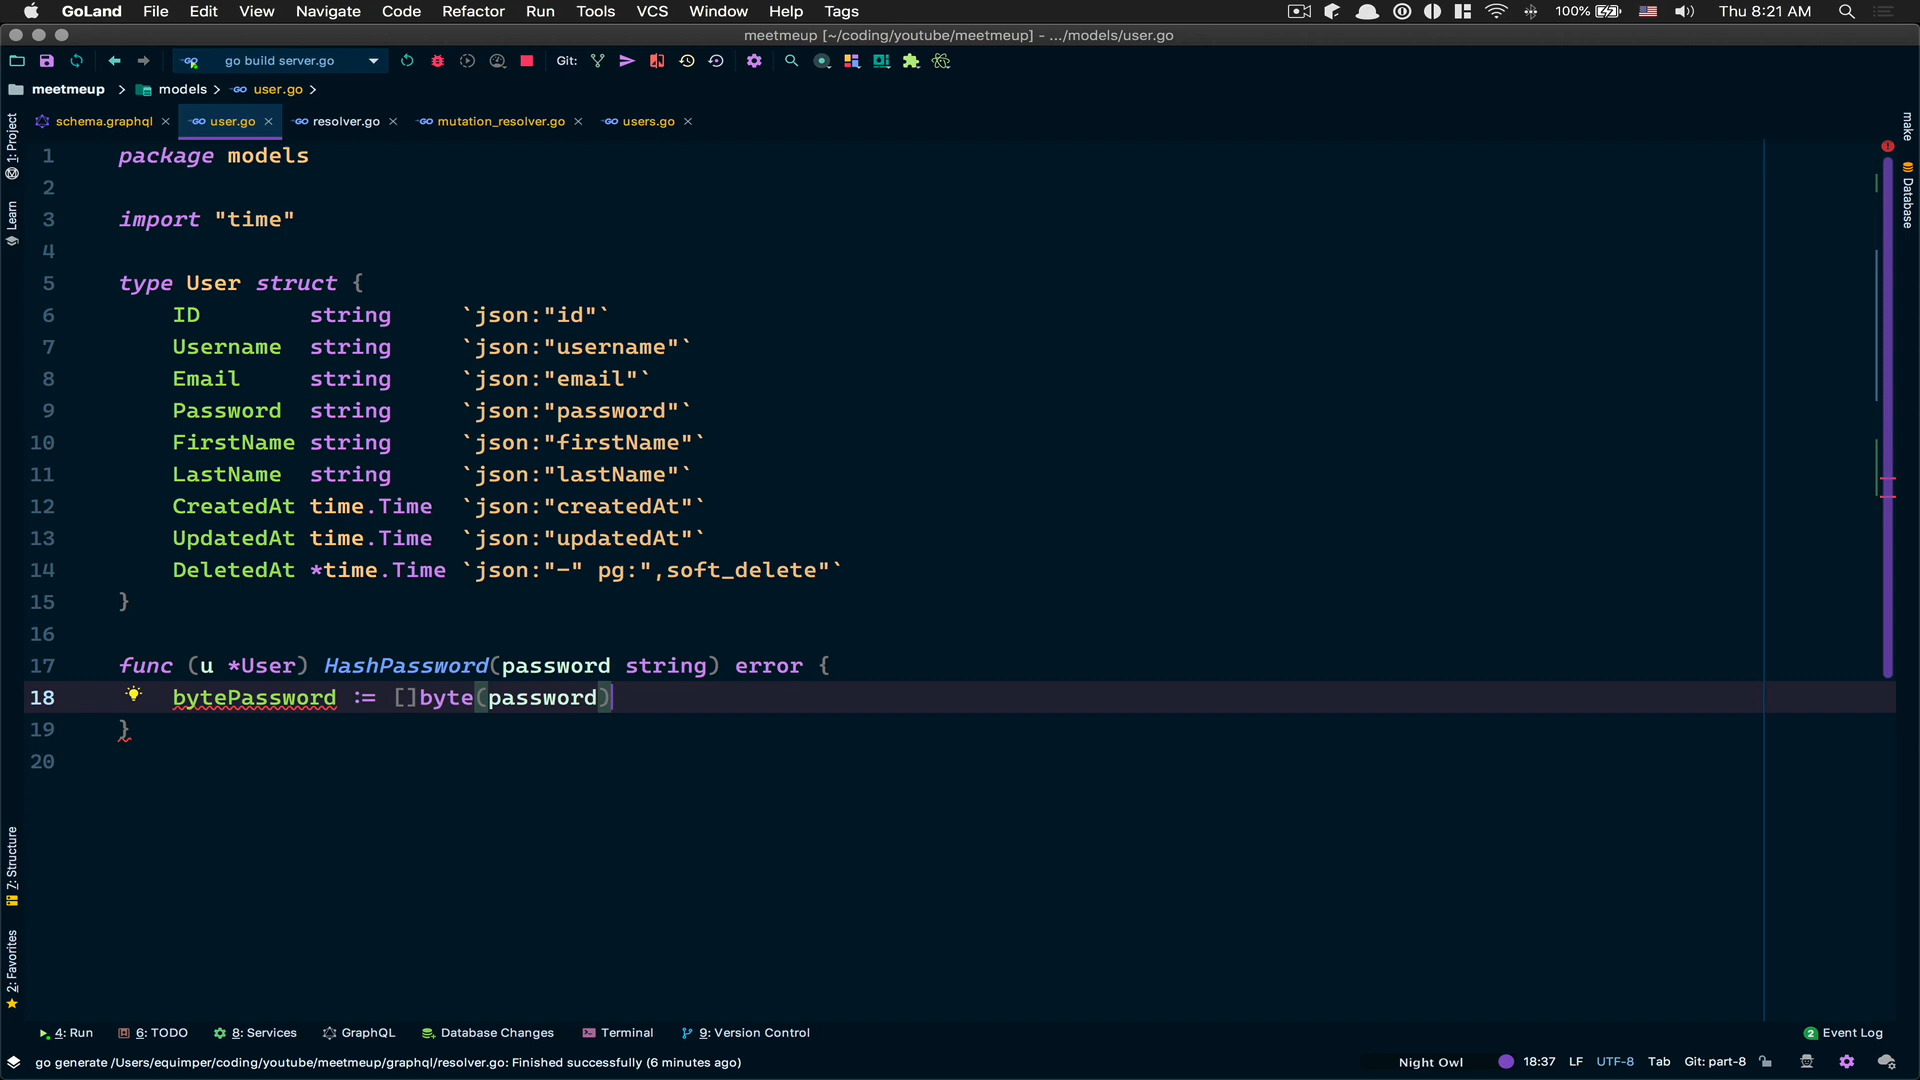 GoLand File Edit View Navigate Code Refactor Run Tools VCS Window Help Tags 100% Thu 8:21 AM
meetmeup [~/coding/youtube/meetmeup] - .../models/user.go
go build server.go Git:
meetmeup models user.go
schema.graphql user.go resolver.go mutation_resolver.go users.go
1 package models
2
3 import "time"
4
5 type User struct {
6 ID string `json:"id"`
7 Username string `json:"username"`
8 Email string `json:"email"`
9 Password string `json:"password"`
10 FirstName string `json:"firstName"`
11 LastName string `json:"lastName"`
12 CreatedAt time.Time `json:"createdAt"`
13 UpdatedAt time.Time `json:"updatedAt"`
14 DeletedAt *time.Time `json:"-" pg:",soft_delete"`
15 }
16
17 func (u *User) HashPassword(password string) error {
18 bytePassword := []byte(password)
19 }
20
1: Project
Learn
7: Structure
2: Favorites
make
Database
4: Run 6: TODO 8: Services GraphQL Database Changes Terminal 9: Version Control 2 Event Log
go generate /Users/equimper/coding/youtube/meetmeup/graphql/resolver.go: Finished successfully (6 minutes ago) Night Owl 18:37 LF UTF-8 Tab Git: part-8